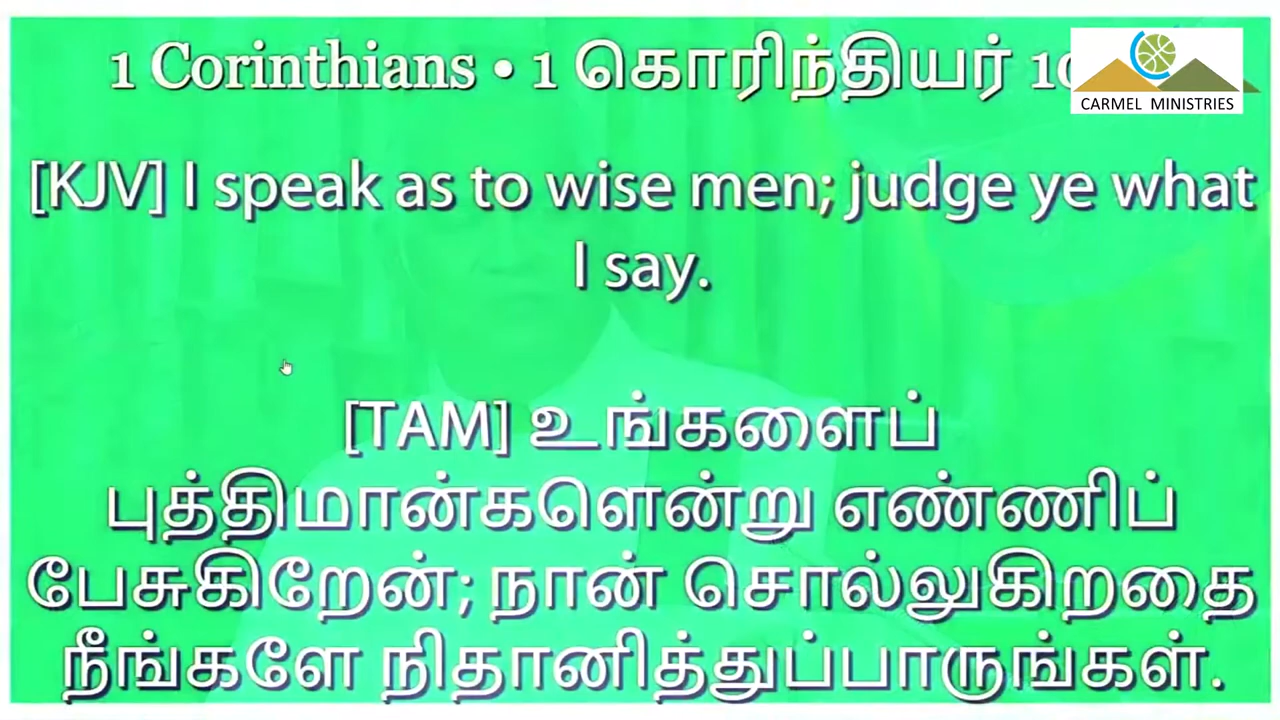 1 Corinthians • 1 கொரிந்தியர்
CARMEL MINISTRIES
[KJV] I speak as to wise men; judge ye what
I say.
[TAM] உங்களைப்
புத்திமான்களென்று எண்ணிப்
பேசுகிறேன்; நான் சொல்லுகிறதை
நீங்களே நிதானித்துப்பாருங்கள்.